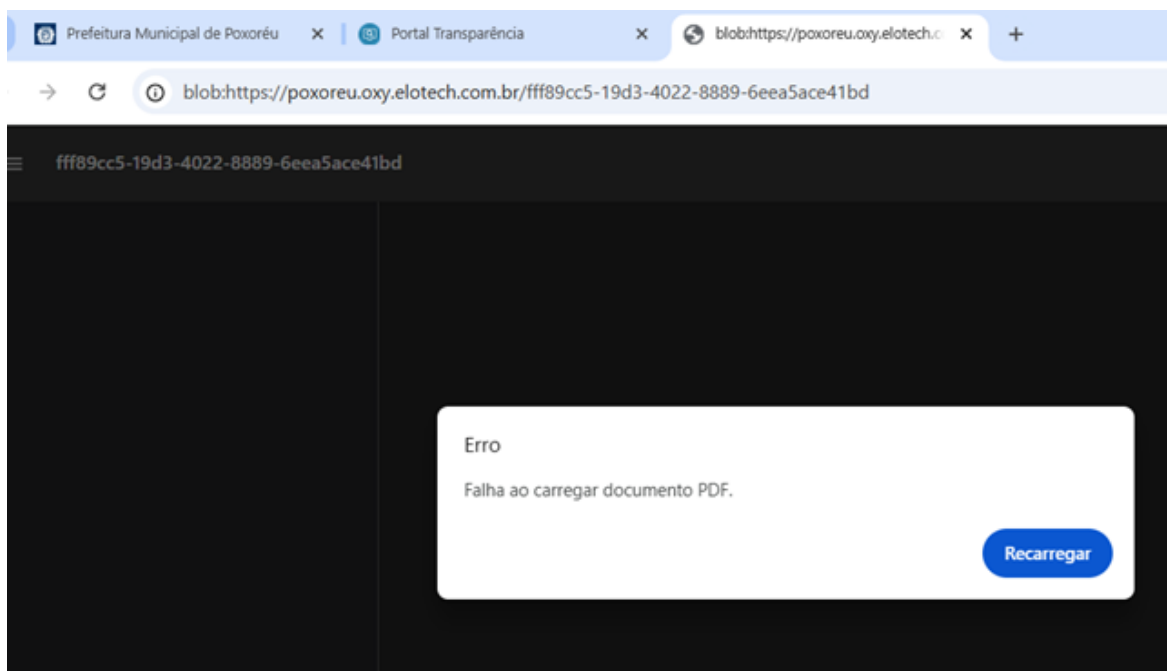 Prefeitura Municipal de Poxoréu
Portal Transparência
blob:https://poxoreu.oxy.elotech.c
blob:https://poxoreu.oxy.elotech.com.br/fff89cc5-19d3-4022-8889-6eea5ace41bd
fff89cc5-19d3-4022-8889-6eea5ace41bd
Erro
Falha ao carregar documento PDF.
Recarregar